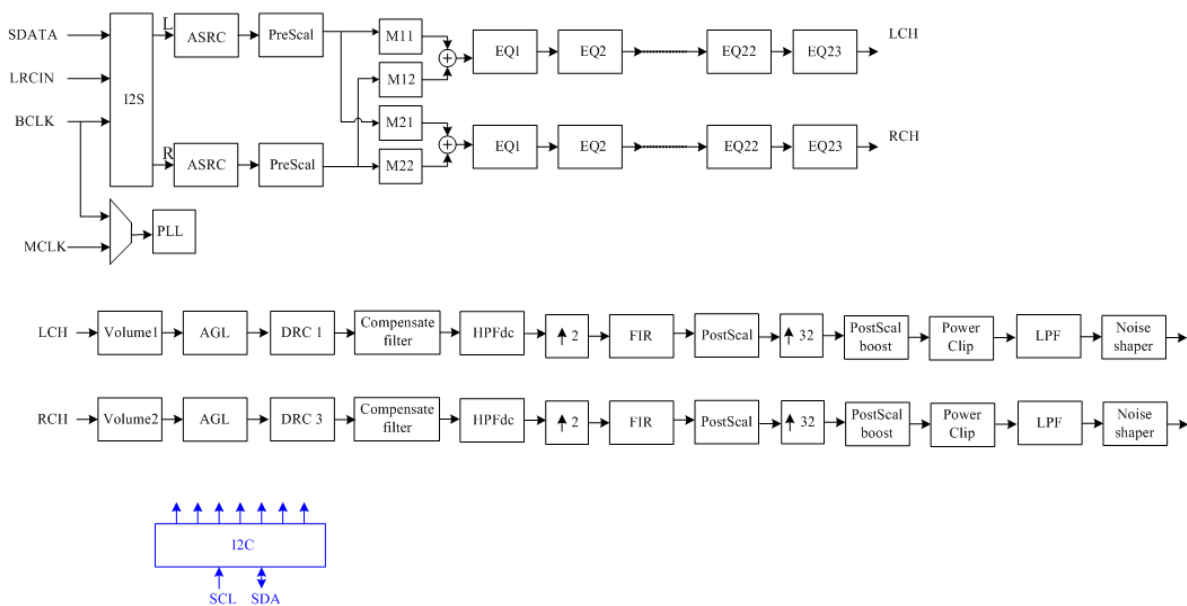 SDATA
LRCIN
BCLK
MCLK
I2S
L
R
ASRC
PreScal
ASRC
PreScal
PLL
M11
M12
M21
M22
EQ1
EQ2
EQ22
EQ23
LCH
EQ1
EQ2
EQ22
EQ23
RCH
LCH
Volume1
AGL
DRC 1
Compensate
filter
HPFdc
2
FIR
PostScal
32
PostScal
boost
Power
Clip
LPF
Noise
shaper
RCH
Volume2
AGL
DRC 3
Compensate
filter
HPFdc
2
FIR
PostScal
32
PostScal
boost
Power
Clip
LPF
Noise
shaper
I2C
SCL
SDA